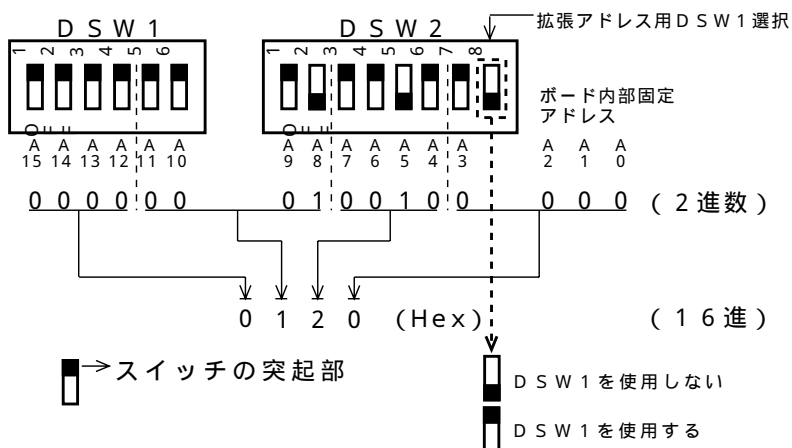 DSW1 DSW2 拡張アドレス用DSW1選択
1 2 3 4 5 6 1 2 3 4 5 6 7 8
ボード内部固定
アドレス
A15 A14 A13 A12 A11 A10 A9 A8 A7 A6 A5 A4 A3 A2 A1 A0
0 0 0 0 0 0 0 1 0 0 1 0 0 0 0 0 (2進数)
0 1 2 0 (Hex) (16進)
スイッチの突起部
DSW1を使用しない
DSW1を使用する